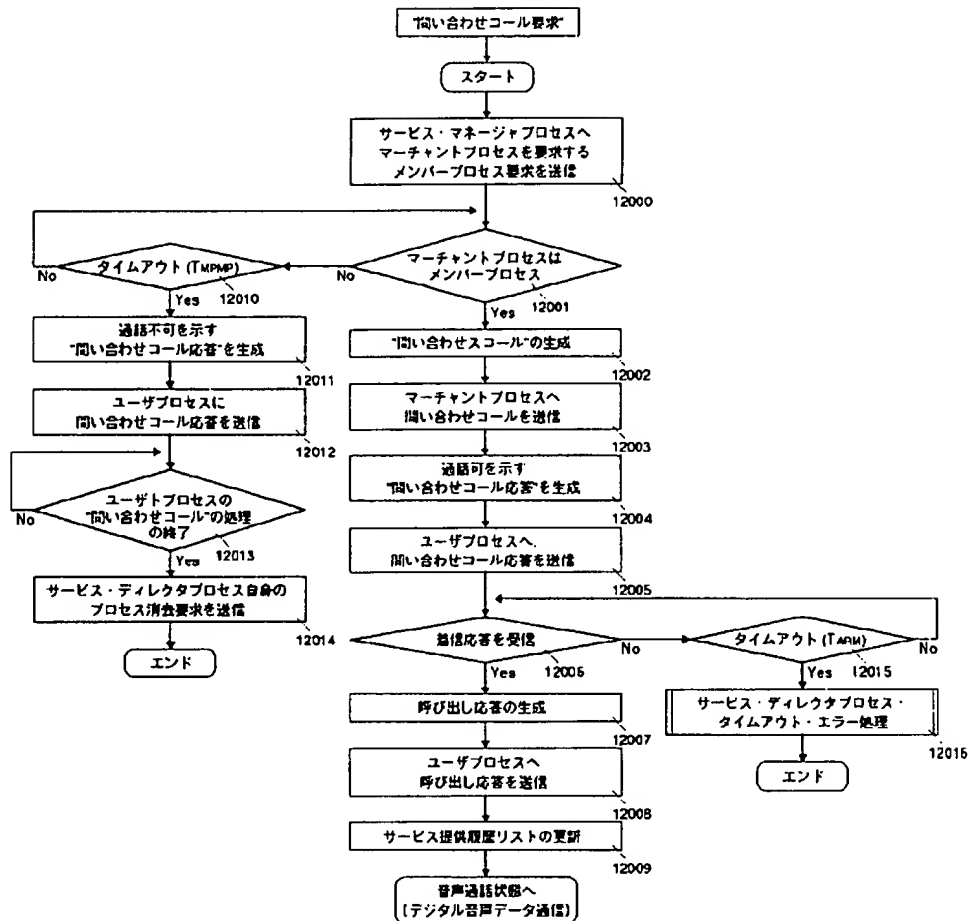 "問い合わせコール要求"
スタート
サービス・マネージャプロセスへ
マーチャントプロセスを要求する
メンバープロセス要求を送信
12000
マーチャントプロセスは
メンバープロセス
12001
No
Yes
タイムアウト(TMPMP)
12010
No
Yes
通話不可を示す
"問い合わせコール応答"を生成
12011
ユーザプロセスに
問い合わせコール応答を送信
12012
ユーザトプロセスの
"問い合わせコール"の処理
の終了
12013
No
Yes
サービス・ディレクタプロセス自身の
プロセス消去要求を送信
12014
エンド
"問い合わせスコール"の生成
12002
マーチャントプロセスへ
問い合わせコールを送信
12003
通話可を示す
"問い合わせコール応答"を生成
12004
ユーザプロセスへ
問い合わせコール応答を送信
12005
着信応答を受信
12006
No
Yes
タイムアウト(TARM)
12015
No
Yes
サービス・ディレクタプロセス・
タイムアウト・エラー処理
12016
エンド
呼び出し応答の生成
12007
ユーザプロセスへ
呼び出し応答を送信
12008
サービス提供履歴リストの更新
12009
音声通話状態へ
(デジタル音声データ通信)